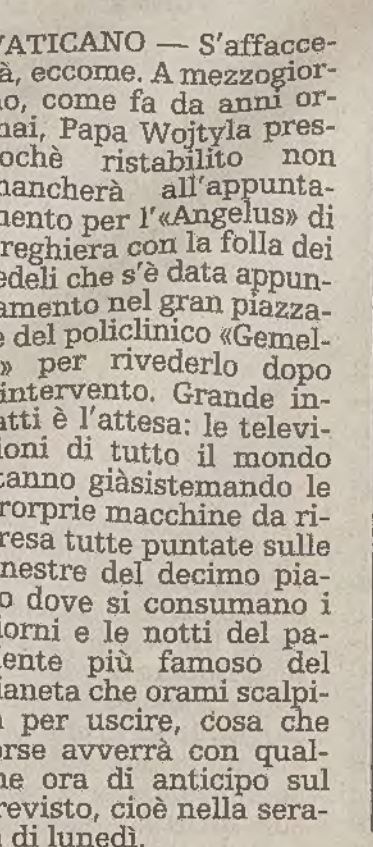 VATICANO — S'affacce-
à, eccome. A mezzogior-
no, come fa da anni or-
mai, Papa Wojtyla pres-
ochè ristabilito non
mancherà all'appunta-
mento per l'«Angelus» di
reghiera con la folla dei
edeli che s'è data appun-
amento nel gran piazza-
e del policlinico «Gemel-
» per rivederlo dopo
intervento. Grande in-
atti è l'attesa: le televi-
ioni di tutto il mondo
tanno giàsistemando le
rorprie macchine da ri-
resa tutte puntate sulle
nestre del decimo pia-
o dove si consumano i
iorni e le notti del pa-
iente più famoso del
ianeta che orami scalpi-
a per uscire, cosa che
orse avverrà con qual-
he ora di anticipo sul
revisto, cioè nella sera-
a di lunedì.